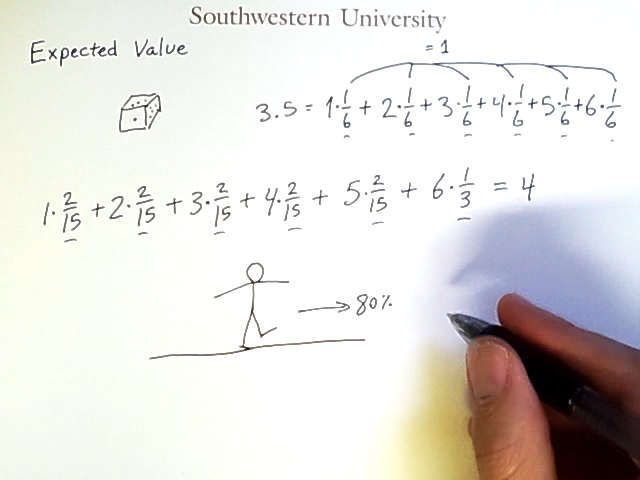 Southwestern University
Expected Value
= 1
3.5 = 1·1/6 + 2·1/6 + 3·1/6 + 4·1/6 + 5·1/6 + 6·1/6
1·2/15 + 2·2/15 + 3·2/15 + 4·2/15 + 5·2/15 + 6·1/3 = 4
80%